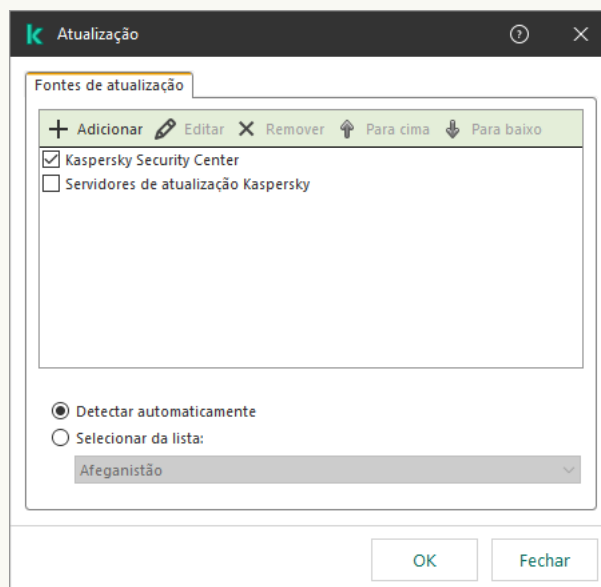 Atualização
Fontes de atualização
Adicionar Editar Remover Para cima Para baixo
Kaspersky Security Center
Servidores de atualização Kaspersky
Detectar automaticamente
Selecionar da lista:
Afeganistão
OK Fechar